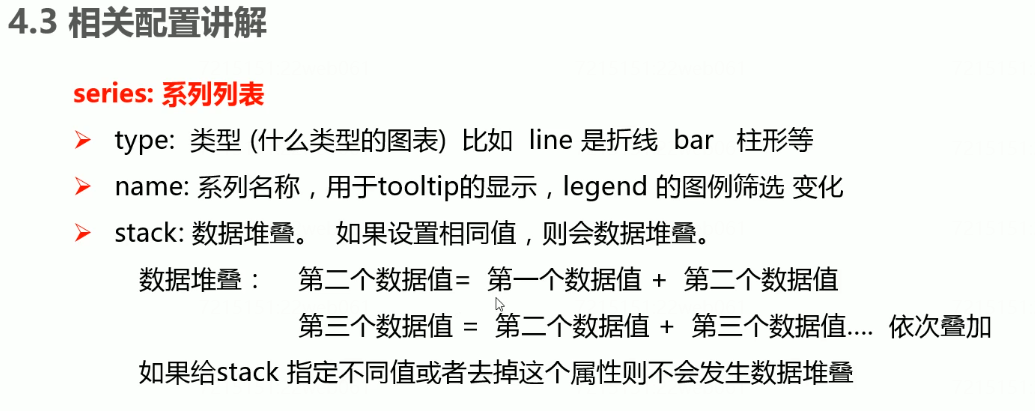 4.3 相关配置讲解
series: 系列列表
type: 类型 (什么类型的图表) 比如 line 是折线 bar 柱形等
name: 系列名称，用于tooltip的显示，legend 的图例筛选 变化
stack: 数据堆叠。 如果设置相同值，则会数据堆叠。
数据堆叠： 第二个数据值= 第一个数据值 + 第二个数据值
第三个数据值 = 第二个数据值 + 第三个数据值.... 依次叠加
如果给stack 指定不同值或者去掉这个属性则不会发生数据堆叠